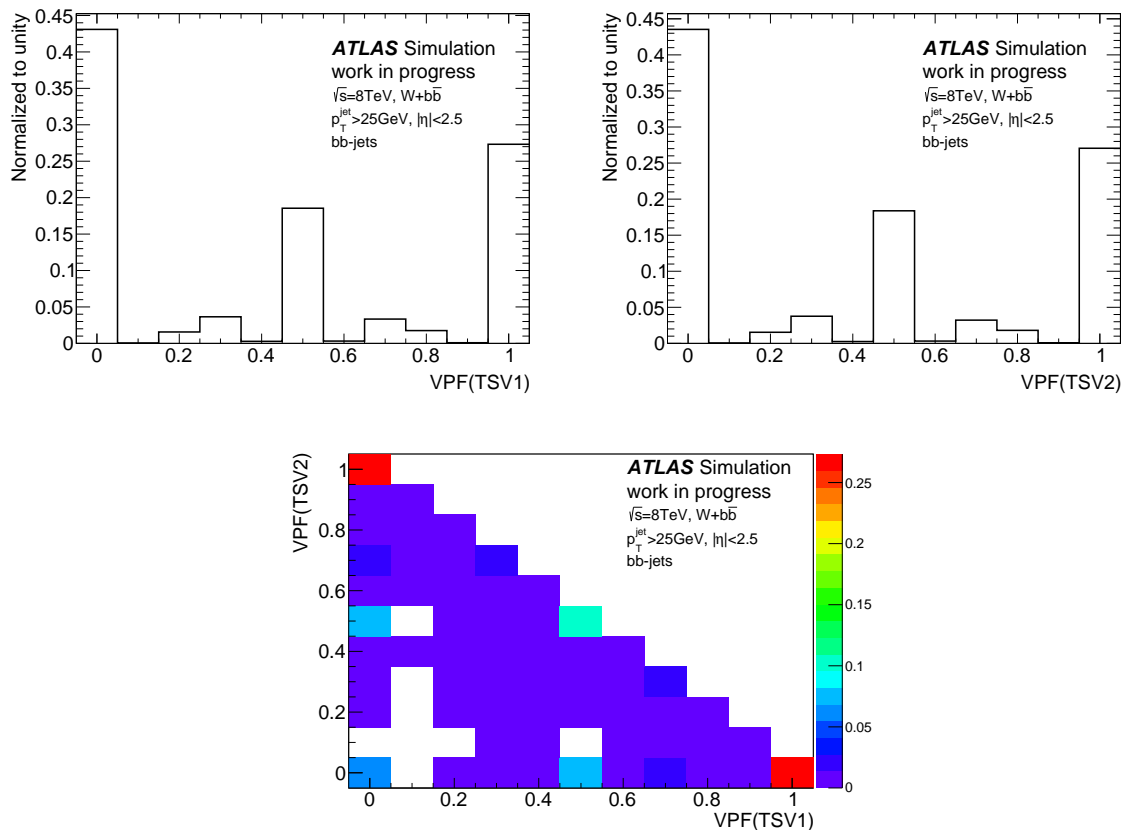 Normalized to unity
0.45
0.4
0.35
0.3
0.25
0.2
0.15
0.1
0.05
0
0 0.2 0.4 0.6 0.8 1
VPF(TSV1)
ATLAS Simulation
work in progress
√s=8TeV, W+bb̅
p_T^jet>25GeV, |η|<2.5
bb-jets
Normalized to unity
0.45
0.4
0.35
0.3
0.25
0.2
0.15
0.1
0.05
0
0 0.2 0.4 0.6 0.8 1
VPF(TSV2)
ATLAS Simulation
work in progress
√s=8TeV, W+bb̅
p_T^jet>25GeV, |η|<2.5
bb-jets
VPF(TSV2)
1
0.8
0.6
0.4
0.2
0
0 0.2 0.4 0.6 0.8 1
VPF(TSV1)
ATLAS Simulation
work in progress
√s=8TeV, W+bb̅
p_T^jet>25GeV, |η|<2.5
bb-jets
0.25
0.2
0.15
0.1
0.05
0